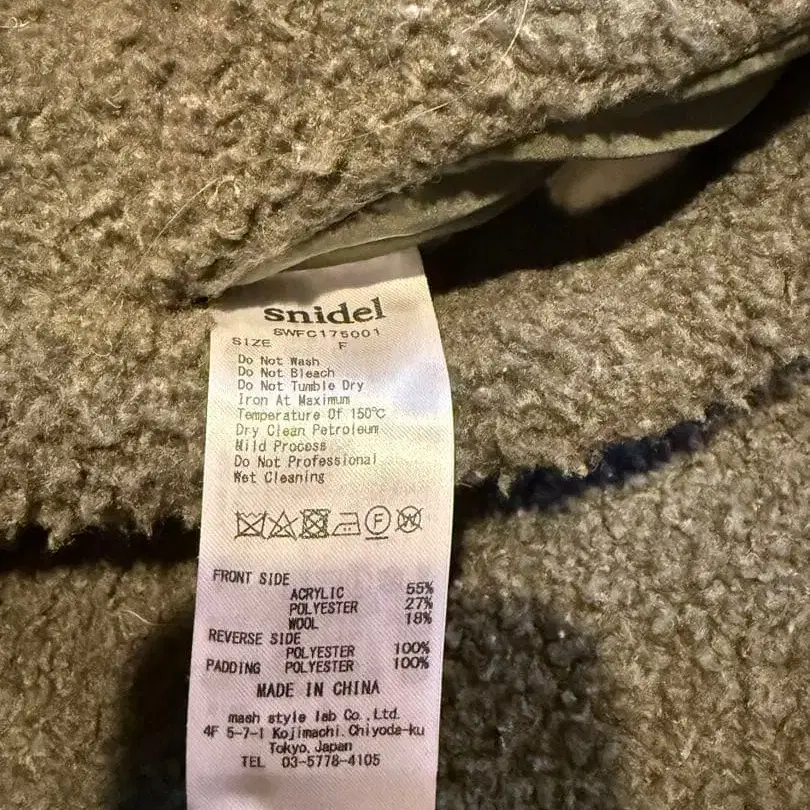 snidel
SWFC175001
SIZE F
Do Not Wash
Do Not Bleach
Do Not Tumble Dry
Iron At Maximum
Temperature Of 150℃
Dry Clean Petroleum
Mild Process
Do Not Professional
Wet Cleaning
F W
FRONT SIDE
ACRYLIC 55%
POLYESTER 27%
WOOL 18%
REVERSE SIDE
POLYESTER 100%
PADDING POLYESTER 100%
MADE IN CHINA
mash style lab Co.,Ltd.
4F 5-7-1 Kojimachi.Chiyoda-ku
Tokyo,Japan
TEL 03-5778-4105